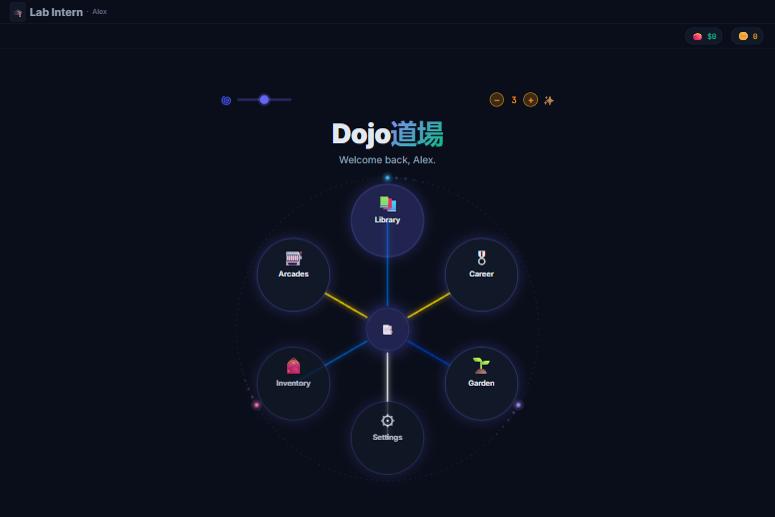 Lab Intern · Alex
$0
0
− 3 +
Dojo道場
Welcome back, Alex.
Library
Arcades
Career
Inventory
Garden
Settings